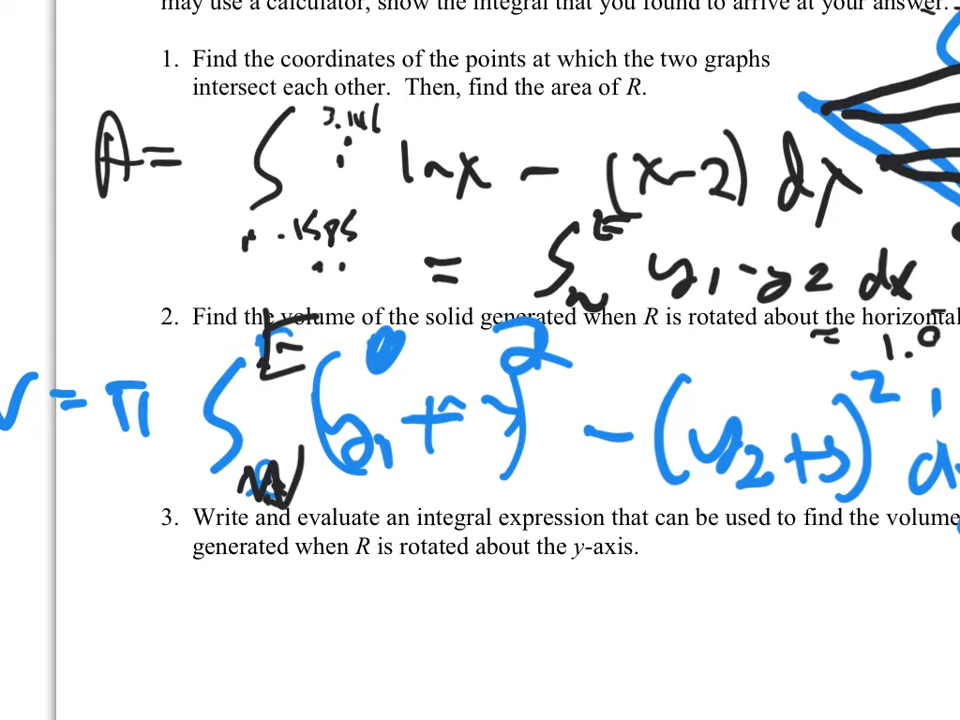 may use a calculator, show the integral that you found to arrive at your answer.
1. Find the coordinates of the points at which the two graphs
intersect each other. Then, find the area of R.
A = ∫ 3.146 .1585 ln x - (x-2) dx
= ∫ E W y1 - y2 dx
2. Find the volume of the solid generated when R is rotated about the horizontal
≈ 1.0
V = π ∫ E W (y1 + )² - (y2+3)² d
3. Write and evaluate an integral expression that can be used to find the volume
generated when R is rotated about the y-axis.